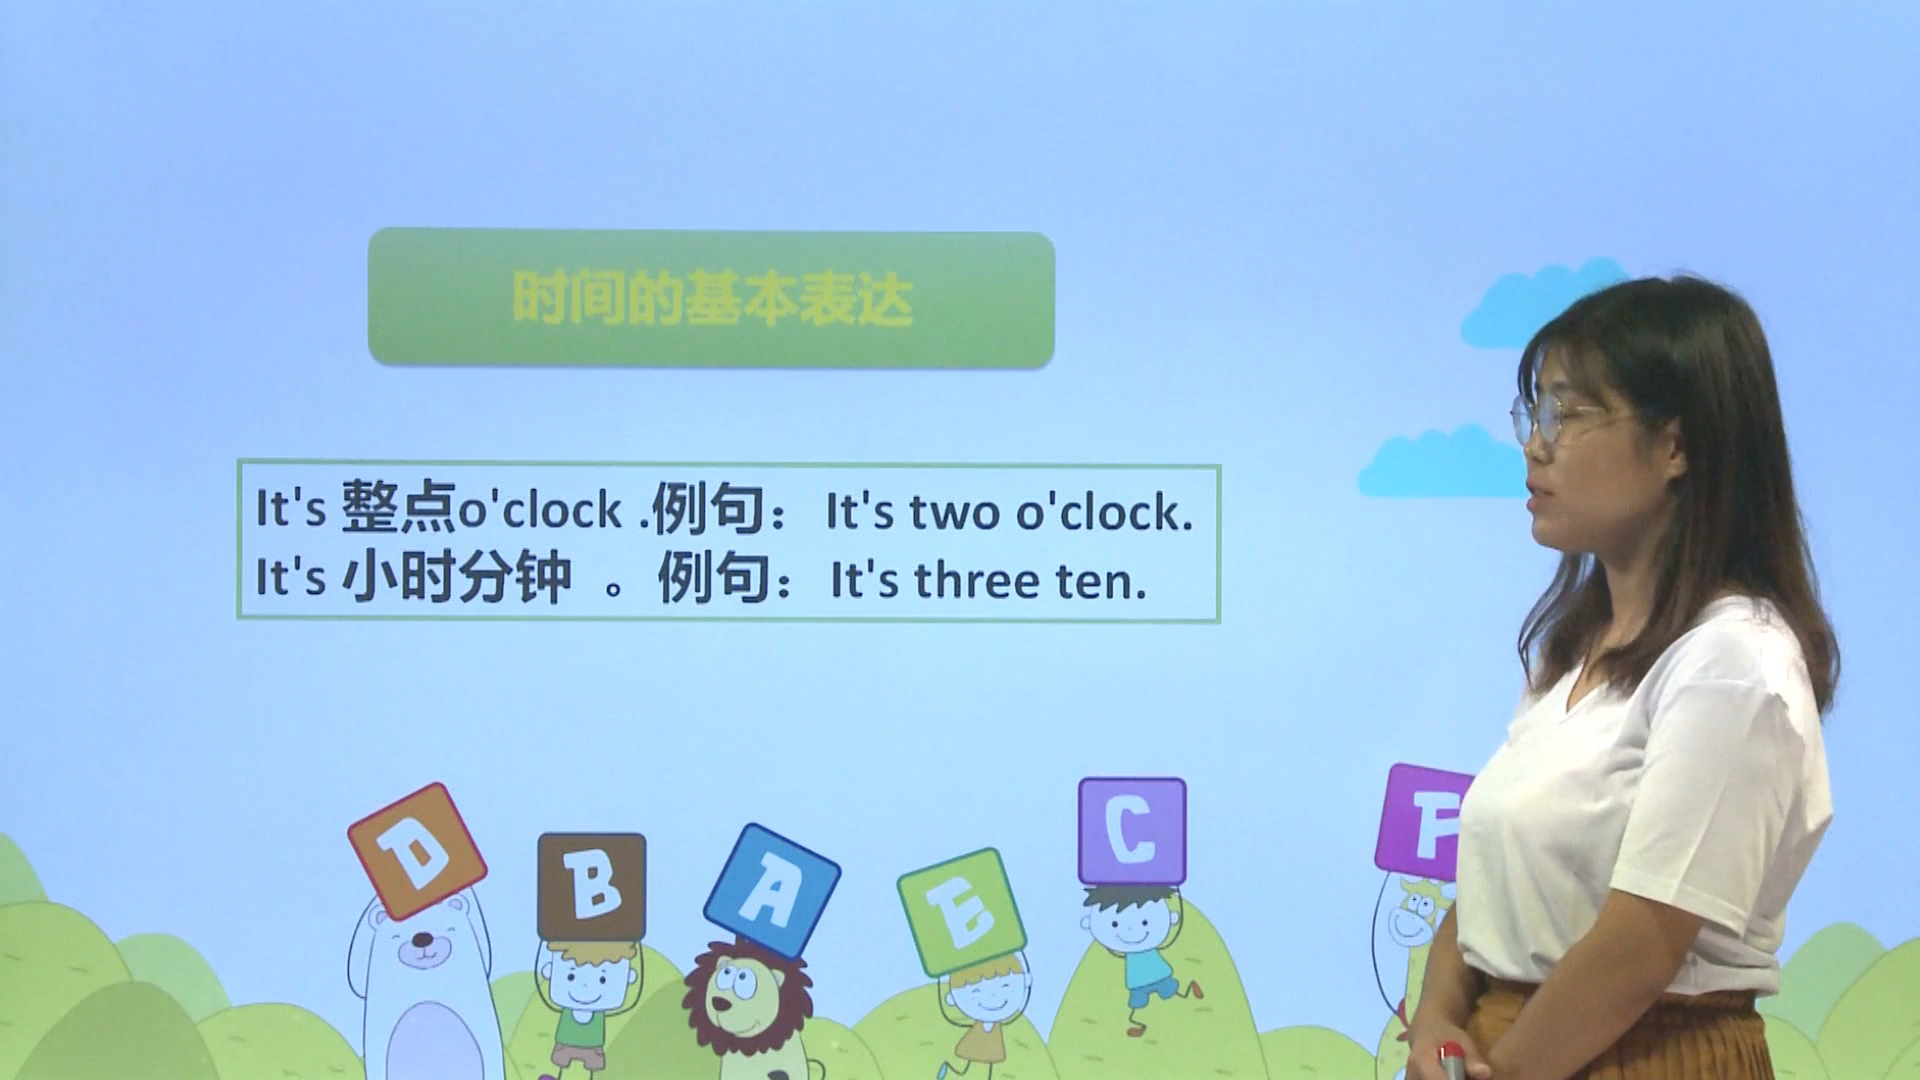 时间的基本表达
It's 整点o'clock .例句： It's two o'clock.
It's 小时分钟 。例句： It's three ten.
D
B
A
E
C
F